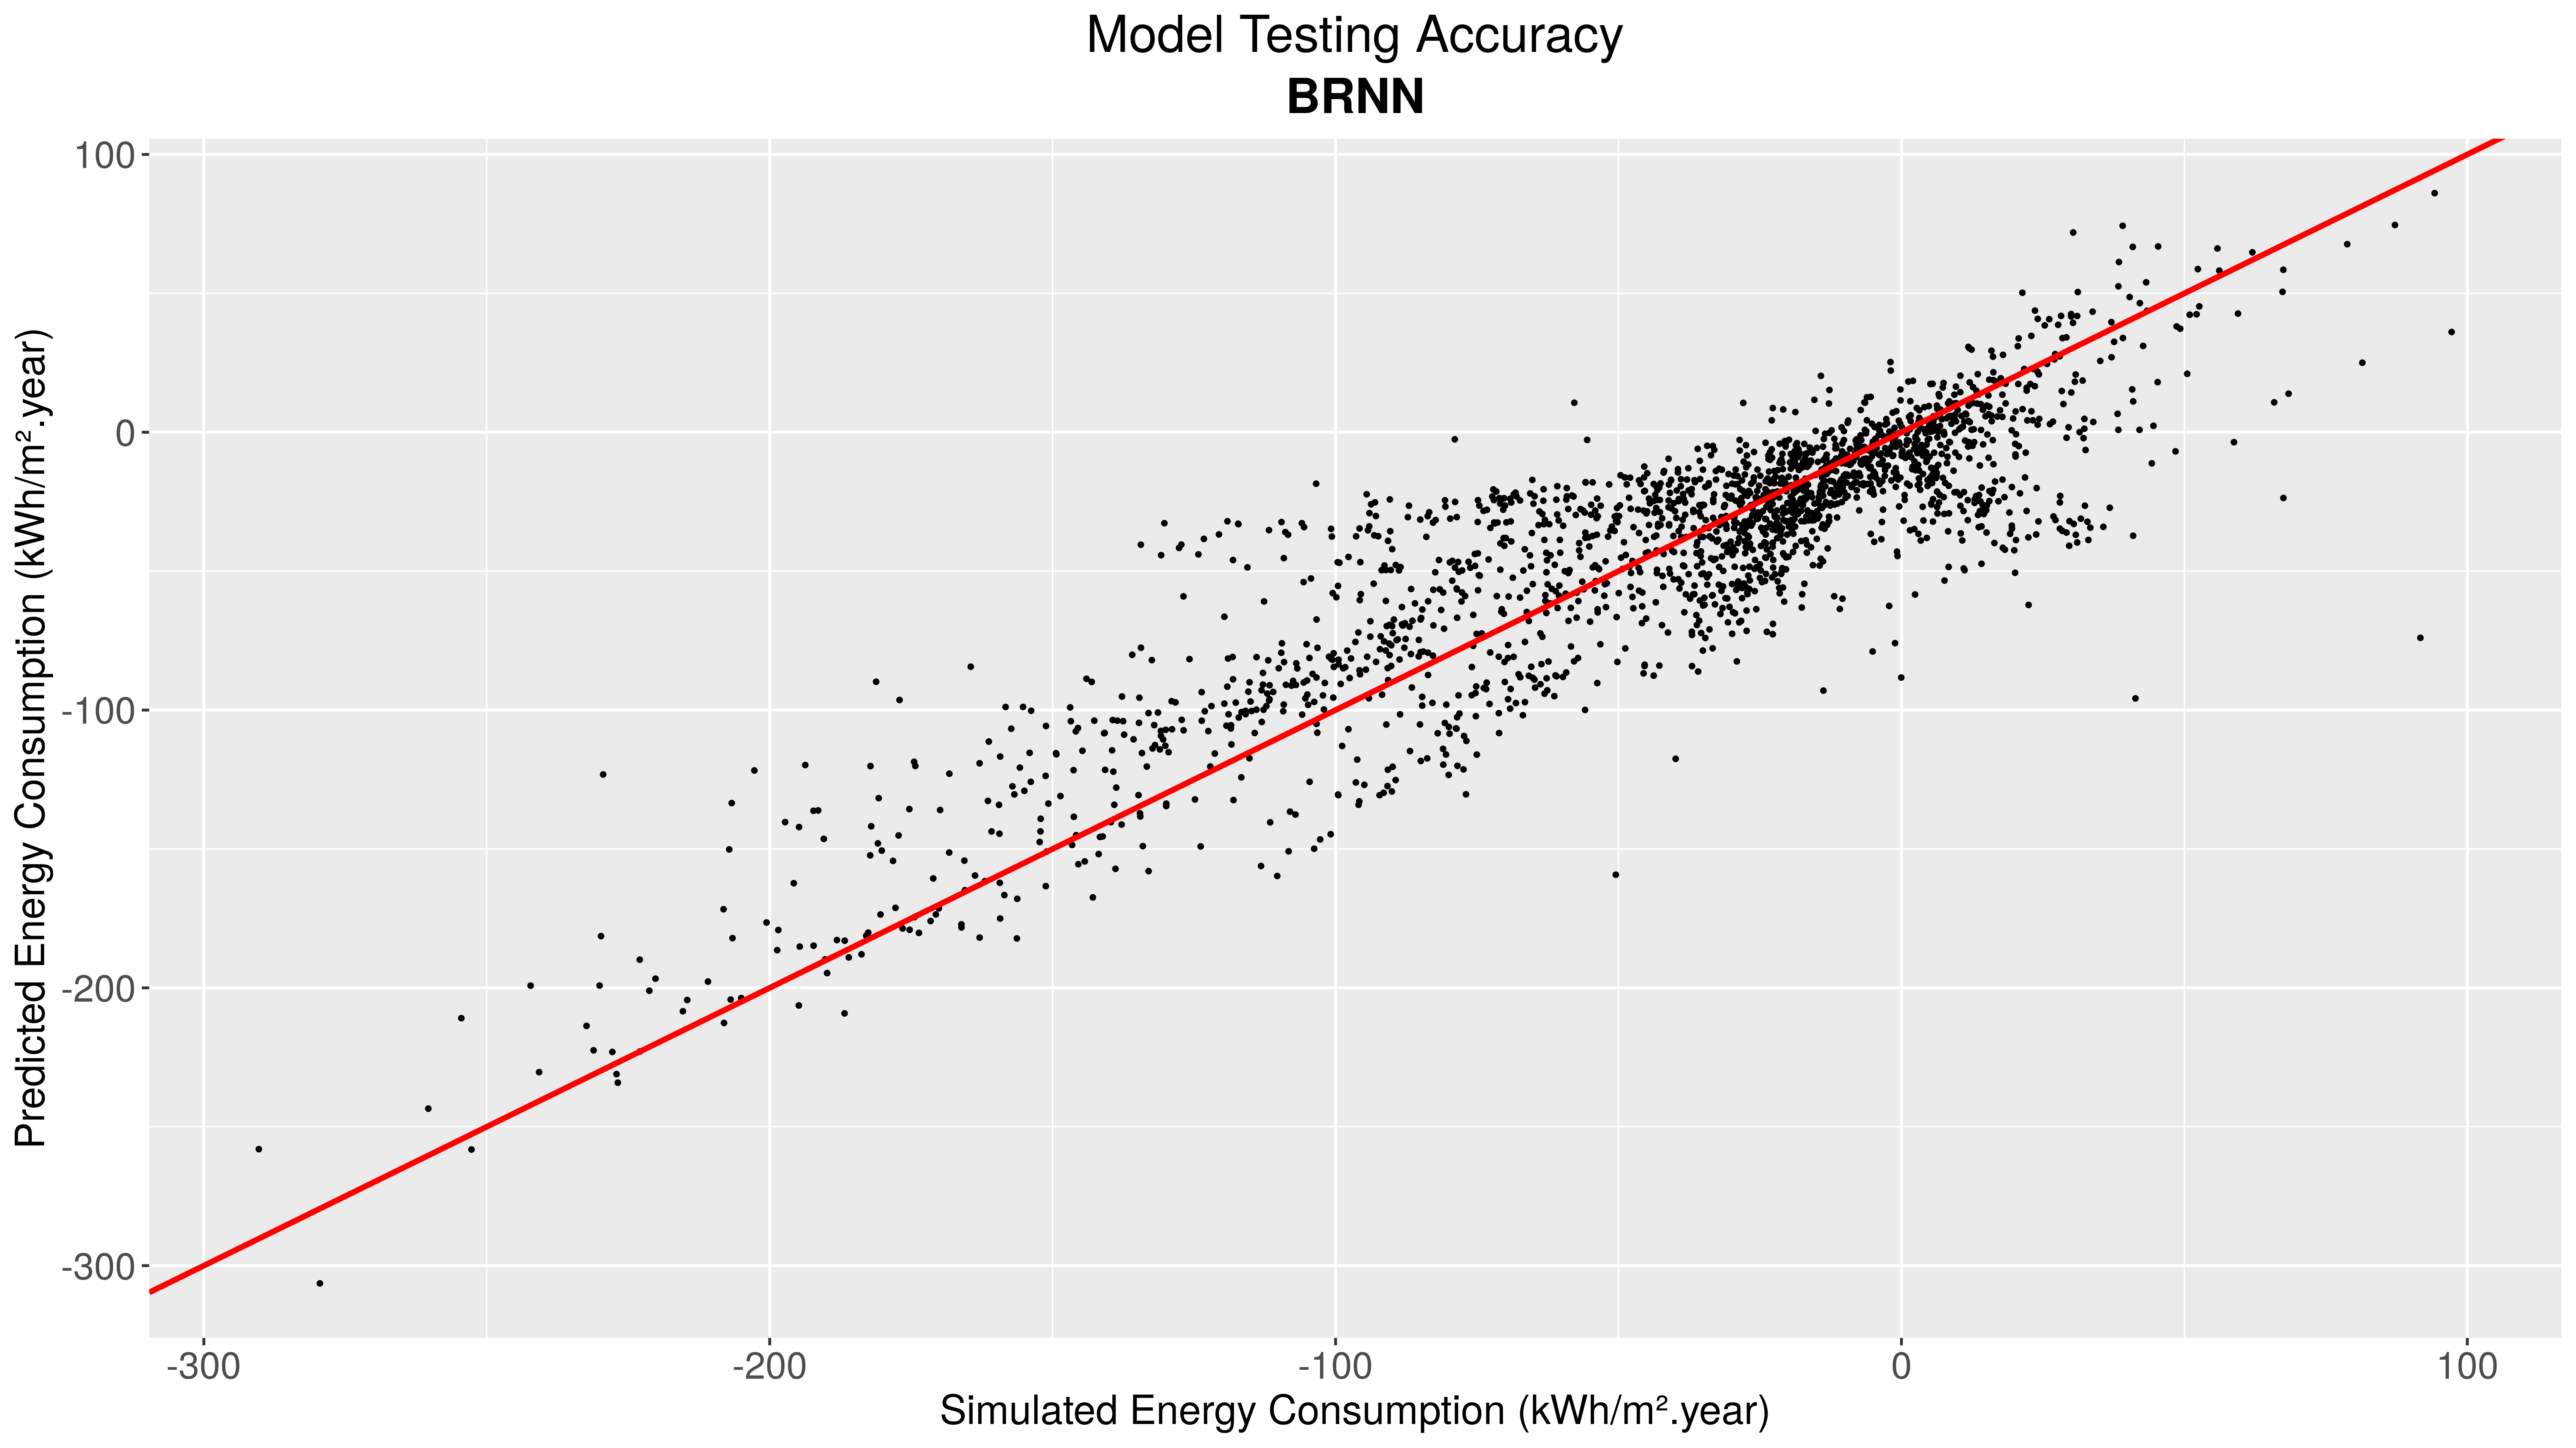 Model Testing Accuracy
BRNN
Predicted Energy Consumption (kWh/m².year)
100
0
-100
-200
-300
-300 -200 -100 0 100
Simulated Energy Consumption (kWh/m².year)